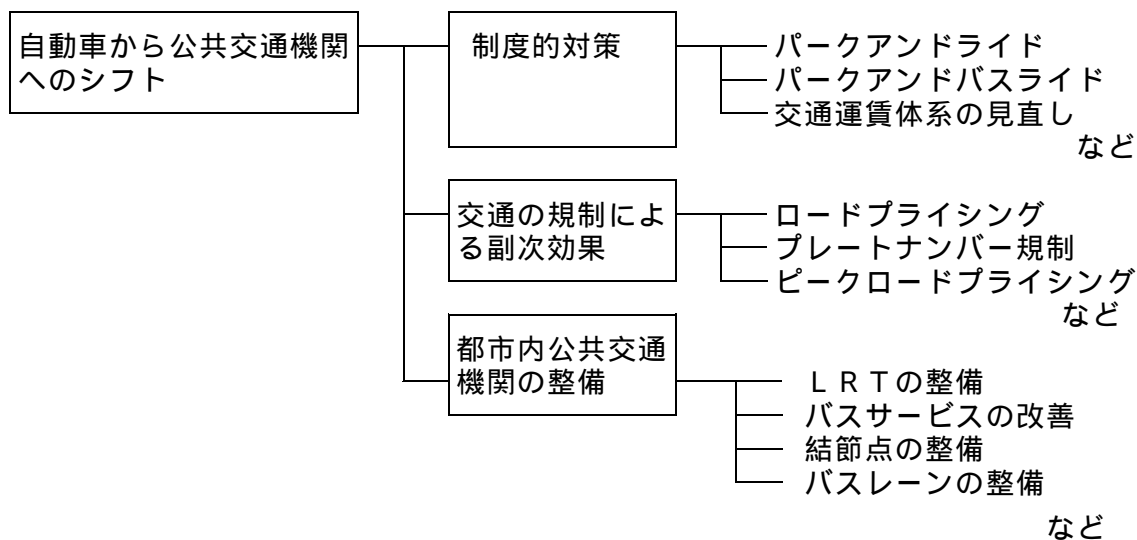 自動車から公共交通機関
へのシフト
制度的対策
パークアンドライド
パークアンドバスライド
交通運賃体系の見直し
など
交通の規制によ
る副次効果
ロードプライシング
プレートナンバー規制
ピークロードプライシング
など
都市内公共交通
機関の整備
ＬＲＴの整備
バスサービスの改善
結節点の整備
バスレーンの整備
など